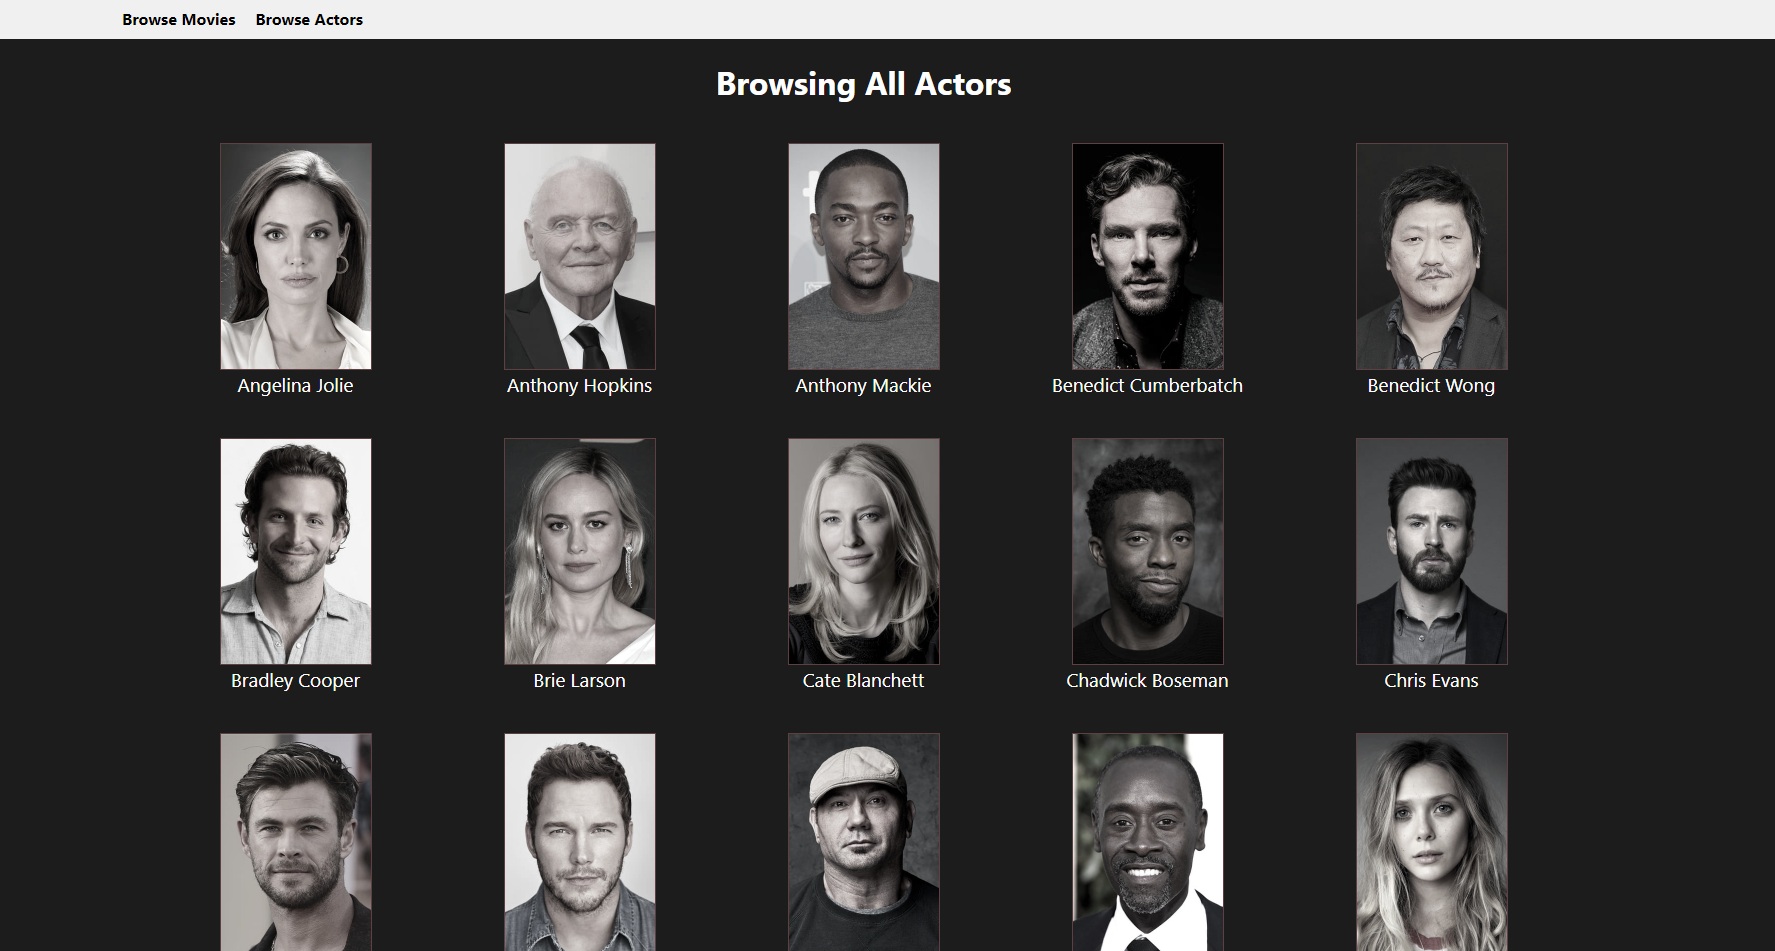 Browse Movies Browse Actors
Browsing All Actors
Angelina Jolie Anthony Hopkins Anthony Mackie Benedict Cumberbatch Benedict Wong
Bradley Cooper Brie Larson Cate Blanchett Chadwick Boseman Chris Evans